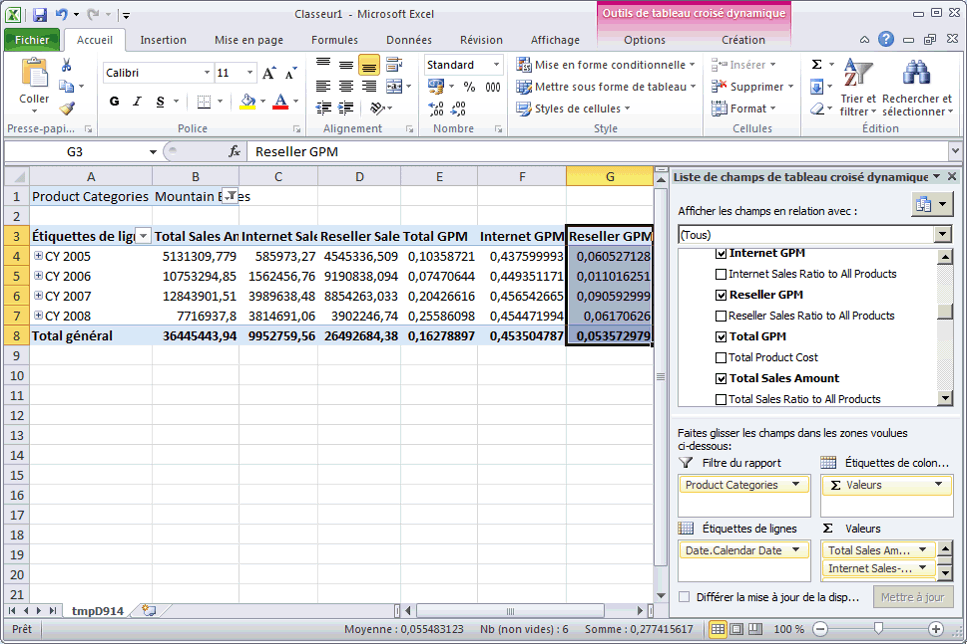 Classeur1 - Microsoft Excel
Outils de tableau croisé dynamique
Fichier Accueil Insertion Mise en page Formules Données Révision Affichage Options Création
Coller
Presse-papi...
Calibri 11
G I S
Police
Alignement
Standard
% 000
Nombre
Mise en forme conditionnelle
Mettre sous forme de tableau
Styles de cellules
Style
Insérer
Supprimer
Format
Cellules
Σ
Trier et filtrer
Rechercher et sélectionner
Édition
G3 fx Reseller GPM
A B C D E F G
1 Product Categories Mountain
2
3 Étiquettes de lig Total Sales Am Internet Sale Reseller Sale Total GPM Internet GPM Reseller GPM
4 CY 2005 5131309,779 585973,27 4545336,509 0,10358721 0,437599993 0,060527128
5 CY 2006 10753294,85 1562456,76 9190838,094 0,07470644 0,449351171 0,011016251
6 CY 2007 12843901,51 3989638,48 8854263,033 0,20426616 0,456542665 0,090592999
7 CY 2008 7716937,8 3814691,06 3902246,74 0,25586098 0,454471994 0,06170626
8 Total général 36445443,94 9952759,56 26492684,38 0,16278897 0,453504787 0,053572979
9
10
11
12
13
14
15
16
17
18
19
20
21
Liste de champs de tableau croisé dynamique
Afficher les champs en relation avec :
(Tous)
Internet GPM
Internet Sales Ratio to All Products
Reseller GPM
Reseller Sales Ratio to All Products
Total GPM
Total Product Cost
Total Sales Amount
Total Sales Ratio to All Products
Faites glisser les champs dans les zones voulues
ci-dessous:
Filtre du rapport Étiquettes de colon...
Product Categories Σ Valeurs
Étiquettes de lignes Σ Valeurs
Date.Calendar Date Total Sales Am...
Internet Sales-...
Différer la mise à jour de la disp... Mettre à jour
tmpD914
Prêt Moyenne : 0,055483123 Nb (non vides) : 6 Somme : 0,277415617 100 %